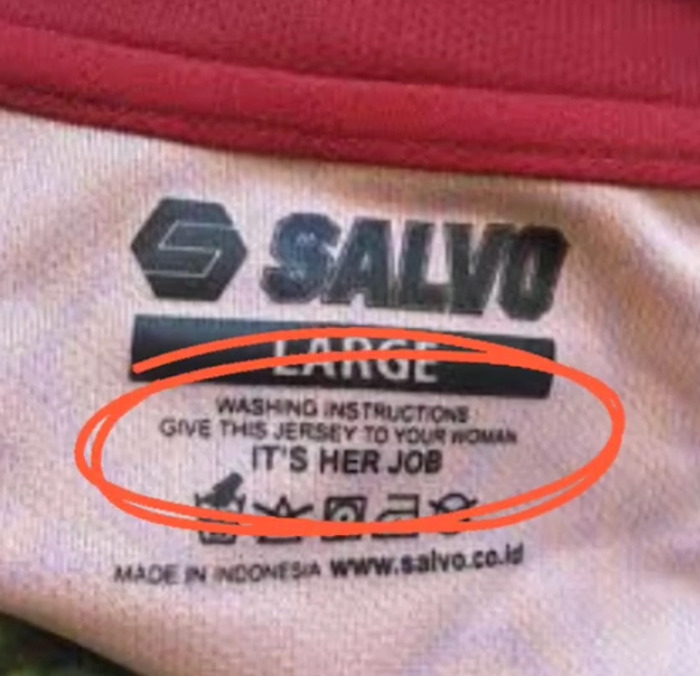 SALVO
LARGE
WASHING INSTRUCTIONS
GIVE THIS JERSEY TO YOUR WOMAN
IT'S HER JOB
MADE IN INDONESIA www.salvo.co.id